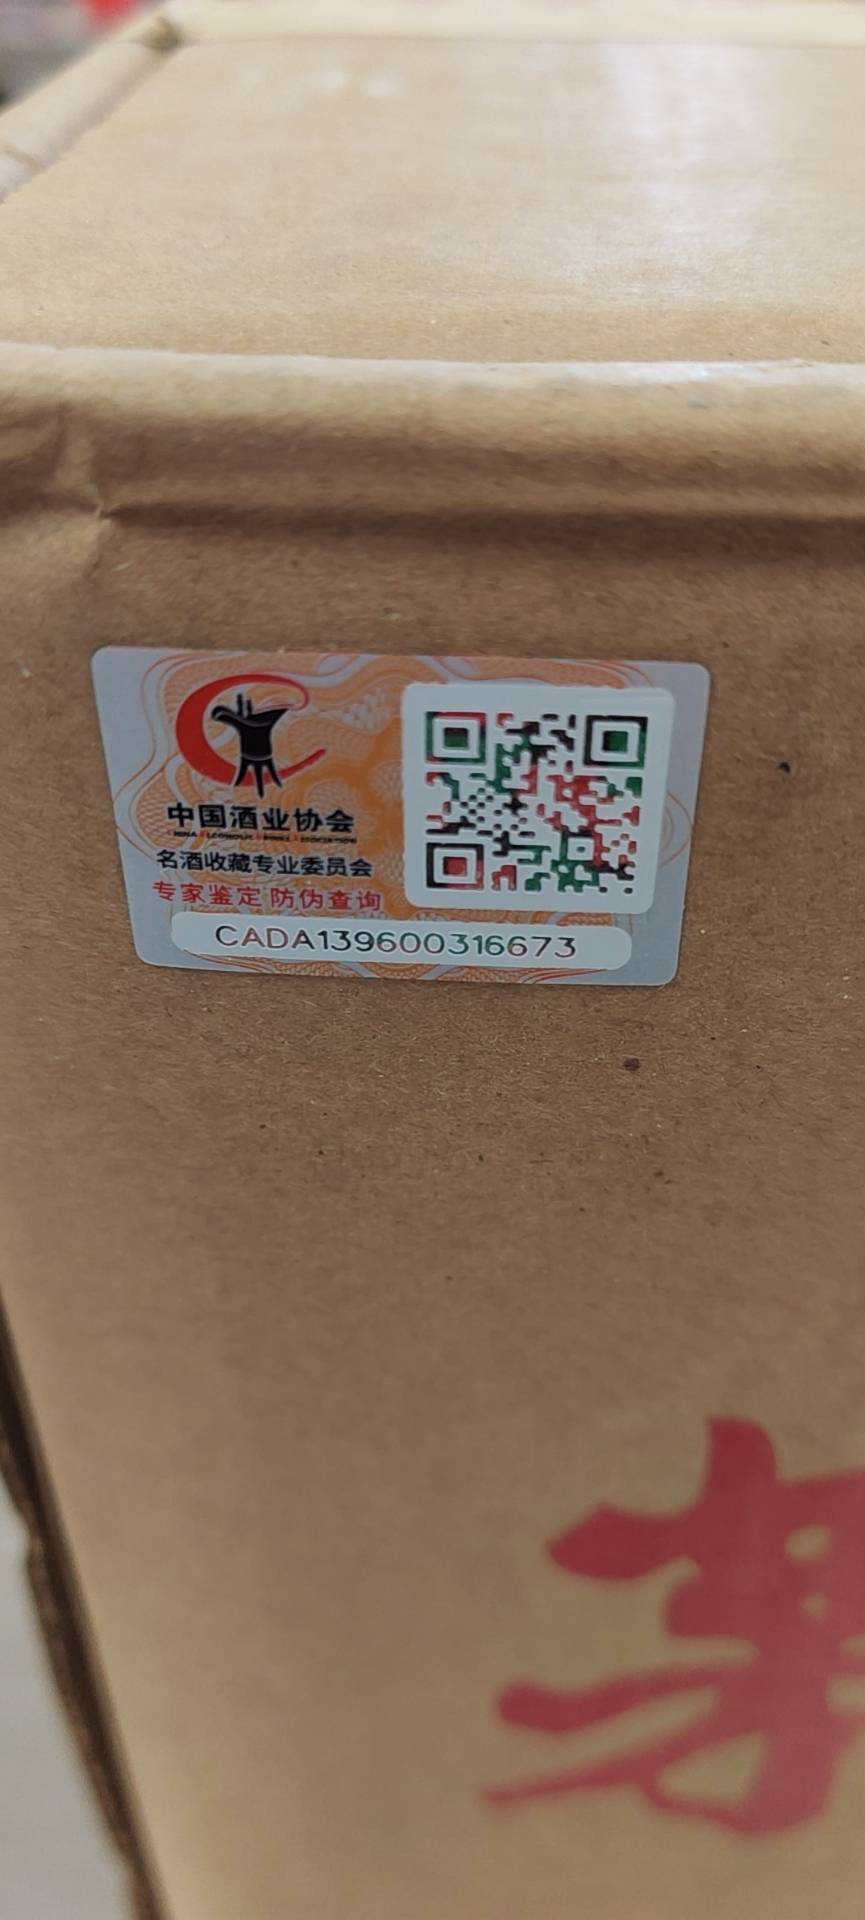 中国酒业协会
名酒收藏专业委员会
专家鉴定 防伪查询
CADA139600316673
茅